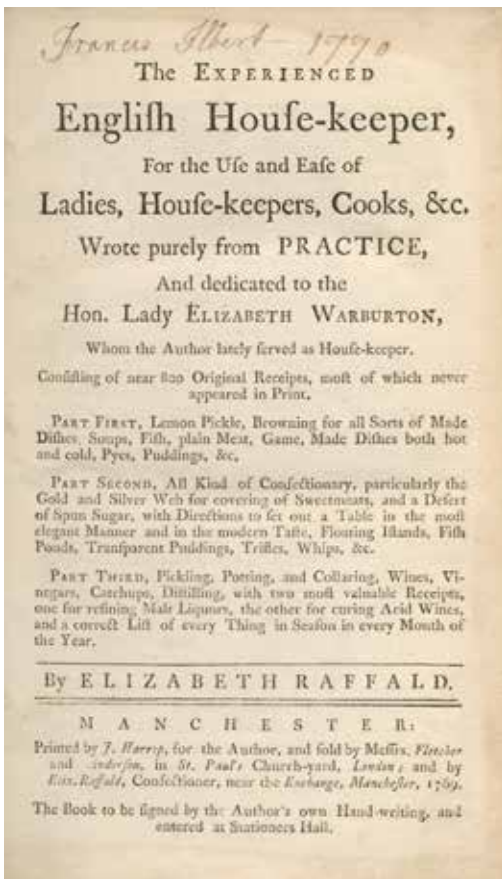 Francis Ilbert - 1770
The EXPERIENCED
Engliſh Houſe-keeper,
For the Uſe and Eaſe of
Ladies, Houſe-keepers, Cooks, &c.
Wrote purely from PRACTICE,
And dedicated to the
Hon. Lady ELIZABETH WARBURTON,
Whom the Author lately ſerved as Houſe-keeper.
Conſiſting of near 800 Original Receipts, moſt of which never
appeared in Print.
PART FIRST, Lemon Pickle, Browning for all Sorts of Made
Diſhes, Soups, Fiſh, plain Meat, Game, Made Diſhes both hot
and cold, Pyes, Puddings, &c.
PART SECOND, All Kind of Confectionary, particularly the
Gold and Silver Web for covering of Sweetmeats, and a Deſert
of Spun Sugar, with Directions to ſet out a Table in the moſt
elegant Manner and in the modern Taſte, Floating Iſlands, Fiſh
Ponds, Tranſparent Puddings, Trifles, Whips, &c.
PART THIRD, Pickling, Potting, and Collaring, Wines, Vi-
negars, Catchups, Diſtilling, with two moſt valuable Receipts,
one for refining Malt Liquors, the other for curing Acid Wines,
and a correct Liſt of every Thing in Seaſon in every Month of
the Year.
By ELIZABETH RAFFALD.
MANCHESTER:
Printed by J. Harrop, for the Author, and ſold by Meſſrs. Fletcher
and Anderſon, in St. Paul's Church-yard, London; and by
Eliz. Raffald, Confectioner, near the Exchange, Mancheſter, 1769.
The Book to be ſigned by the Author's own Hand-writing, and
entered at Stationers Hall.